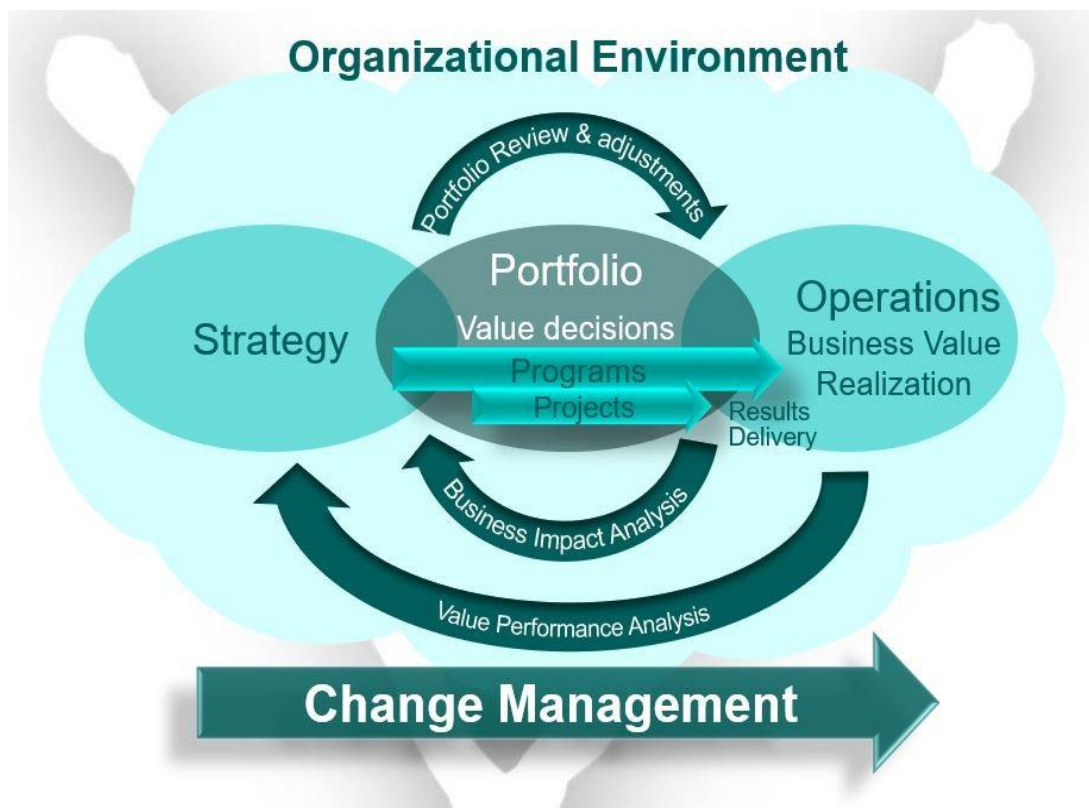 Organizational Environment
Portfolio Review & adjustments
Portfolio
Value decisions
Strategy
Operations
Business Value
Realization
Programs
Projects
Results
Delivery
Business Impact Analysis
Value Performance Analysis
Change Management